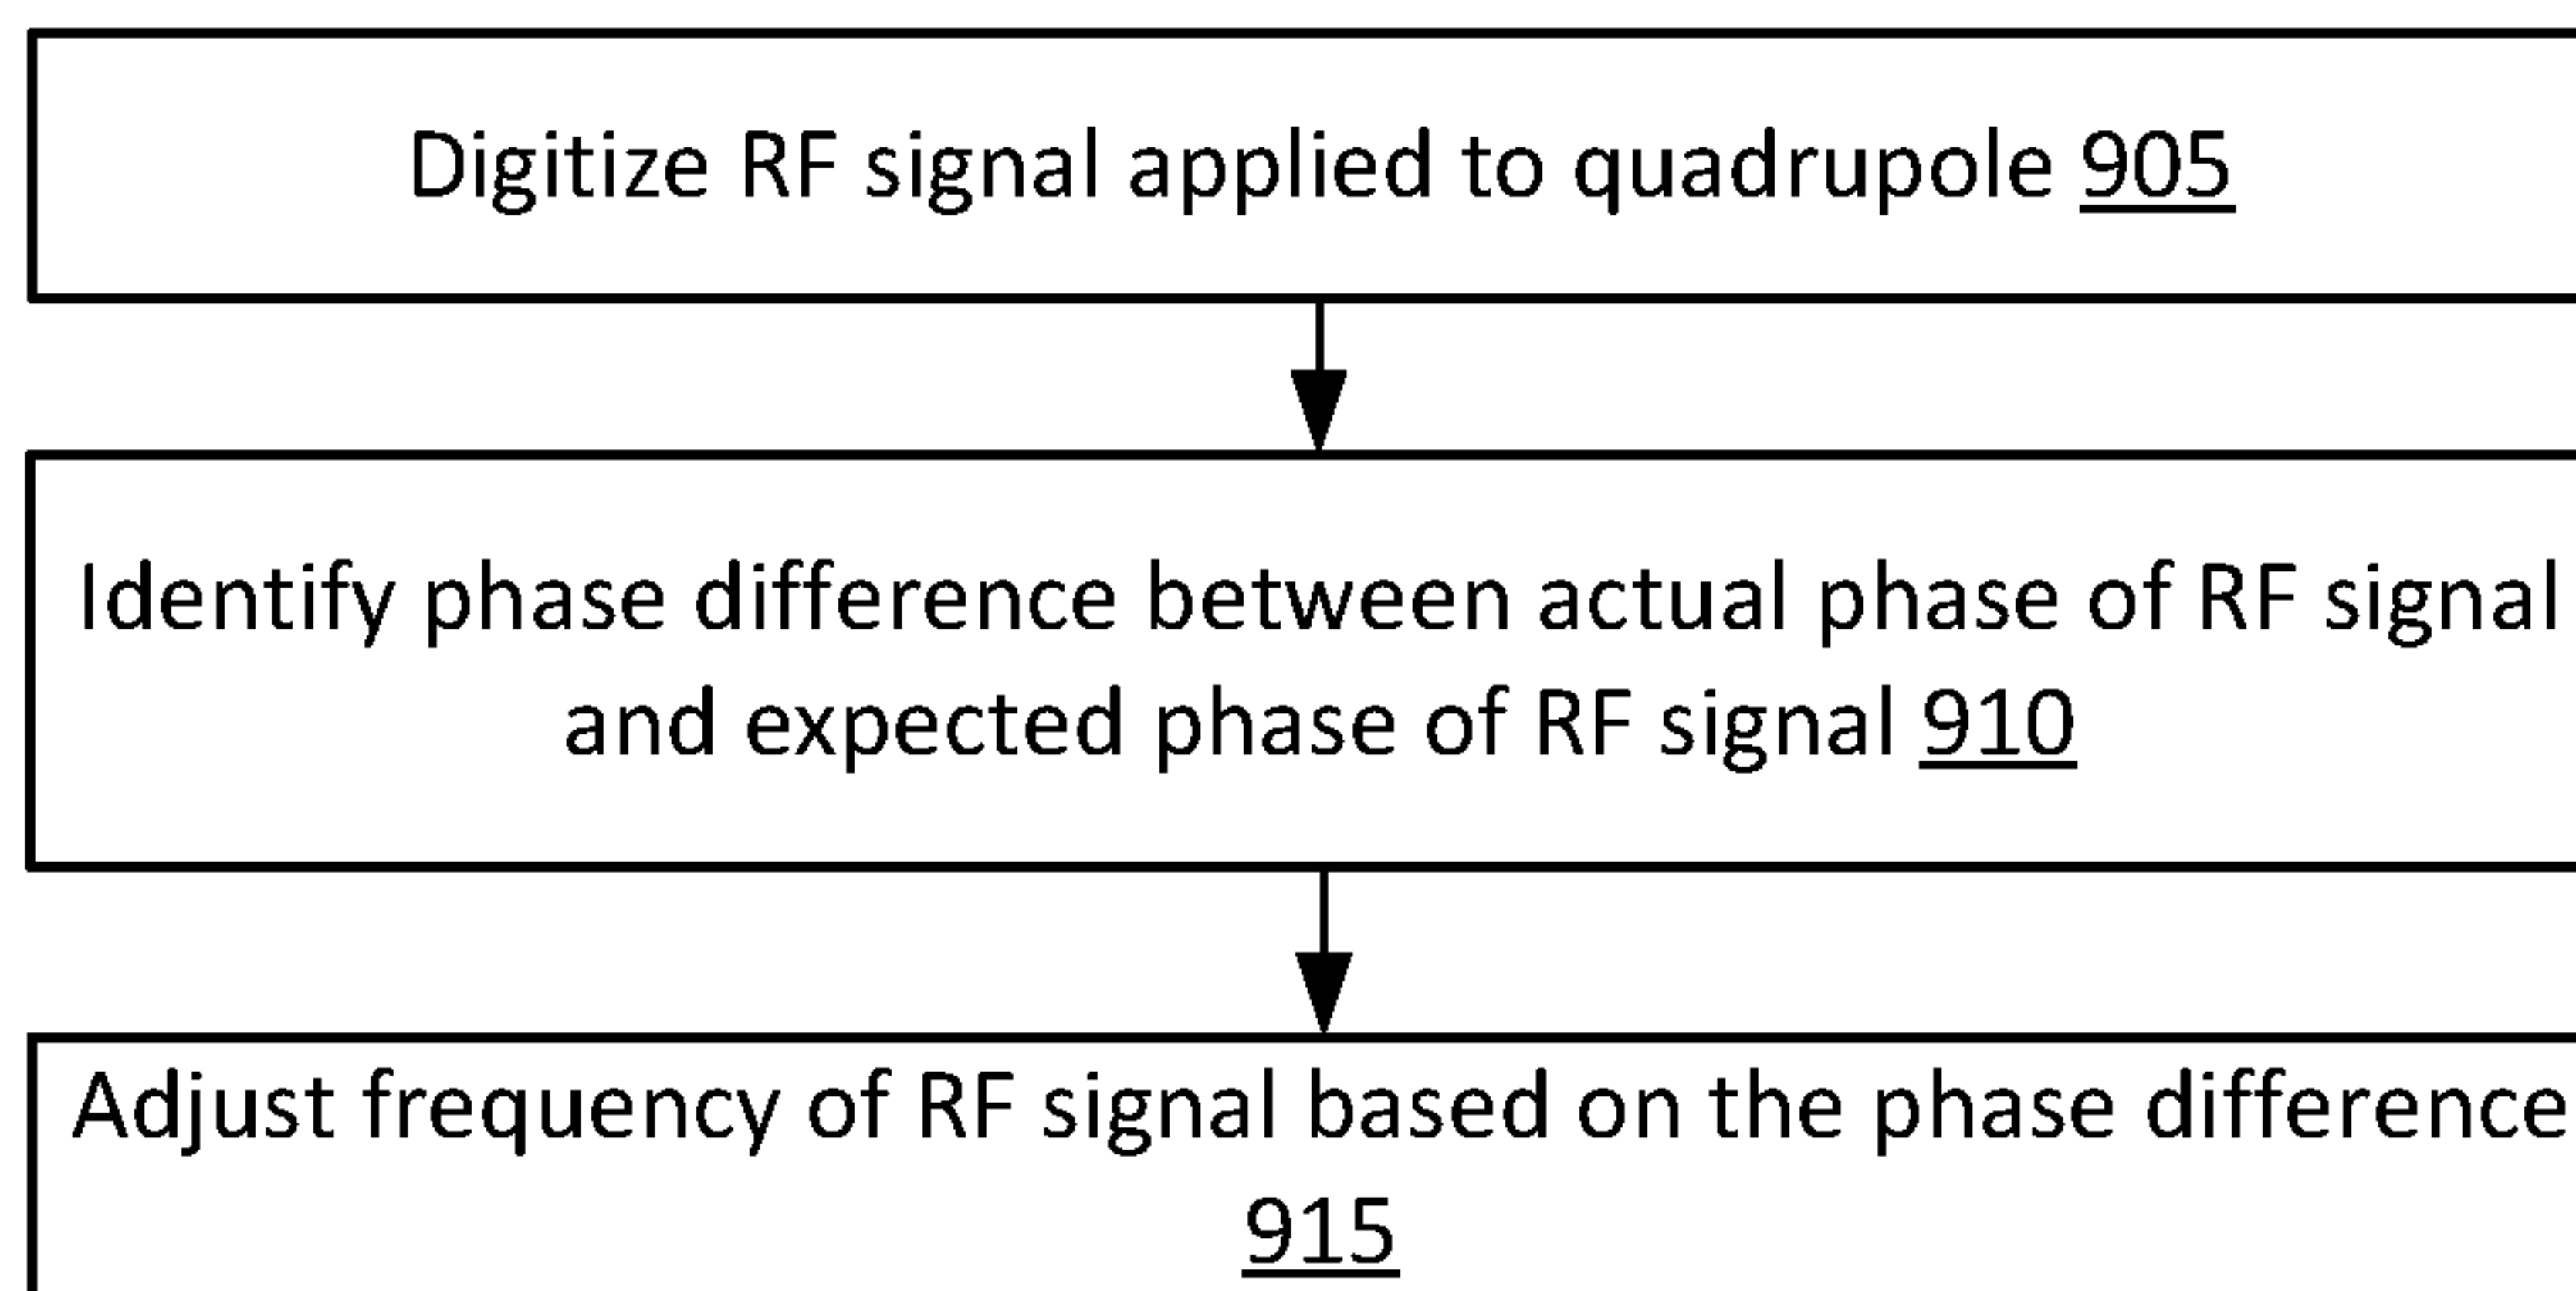 Digitize RF signal applied to quadrupole 905
Identify phase difference between actual phase of RF signal
and expected phase of RF signal 910
Adjust frequency of RF signal based on the phase difference
915